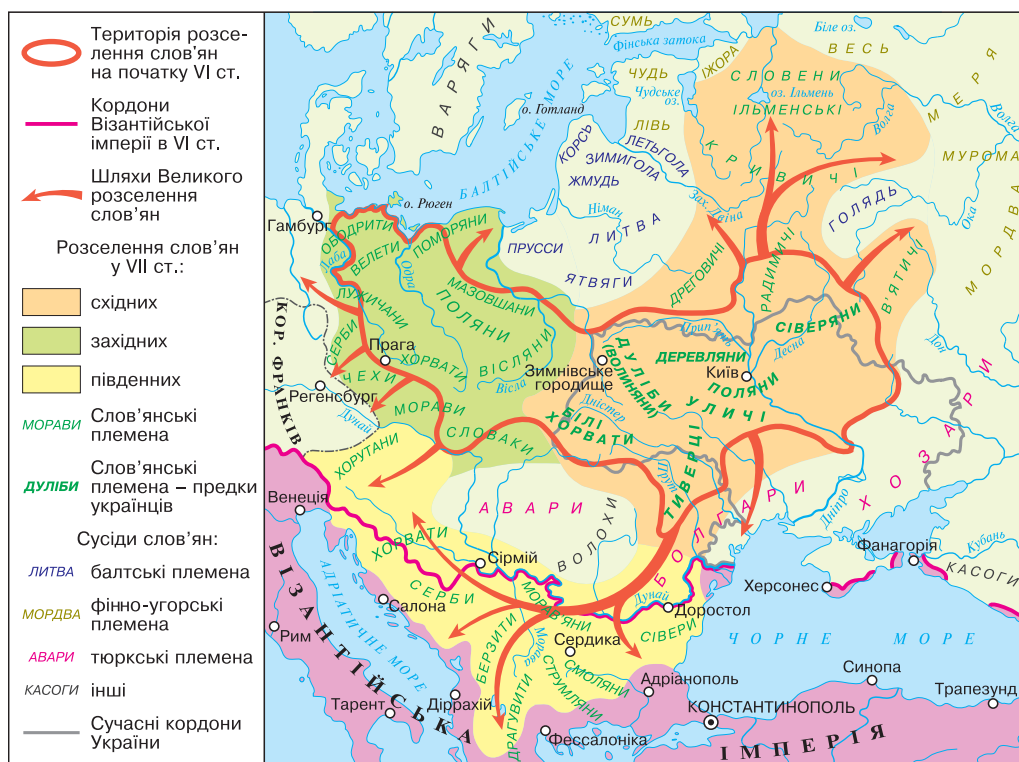 Територія розсе-
лення слов’ян
на початку VI ст.
Кордони
Візантійської
імперії в VI ст.
Шляхи Великого
розселення
слов’ян
Розселення слов’ян
у VII ст.:
східних
західних
південних
МОРАВИ
Слов’янські
племена
ДУЛІБИ
Слов’янські
племена – предки
українців
Сусіди слов’ян:
ЛИТВА
балтські племена
МОРДВА
фінно-угорські
племена
АВАРИ
тюркські племена
КАСОГИ
інші
Сучасні кордони
України
СУМЬ
Фінська затока
ІЖОРА
Біле оз.
ВЕСЬ
ЧУДЬ
Чудське
оз.
СЛОВЕНИ
оз. Ільмень
ІЛЬМЕНСЬКІ
Волга
МЕРЯ
Волга
ВАРЯГИ
о. Готланд
БАЛТІЙСЬКЕ МОРЕ
ЛІВЬ
КОРСЬ
ЛЕТЬГОЛА
ЗИМИГОЛА
ЖМУДЬ
КРИВИЧІ
МУРОМА
ГОЛЯДЬ
Ока
МОРДВА
Зах. Двіна
Німан
ЛИТВА
о. Рюген
Гамбург
ОБОДРИТИ
ВЕЛЕТИ
ПОМОРЯНИ
ПРУССИ
ЯТВЯГИ
Лаба
Одра
ДРЕГОВИЧІ
РАДИМИЧІ
В’ЯТИЧІ
ЛУЖИЧАНИ
МАЗОВШАНИ
ПОЛЯНИ
СЕРБИ
КОР. ФРАНКІВ
Прага
ХОРВАТИ
ВІСЛЯНИ
Вісла
Прип’ять
СІВЕРЯНИ
Десна
Дон
ДЕРЕВЛЯНИ
Київ
ДУЛІБИ
(ВОЛИНЯНИ)
Зимнівське
городище
ПОЛЯНИ
УЛИЧІ
Регенсбург
ЧЕХИ
МОРАВИ
Дунай
СЛОВАКИ
Дністер
БІЛІ
ХОРВАТИ
ТИВЕРЦІ
Прут
ХОЗАРИ
ХОРУТАНИ
АВАРИ
ВОЛОХИ
БОЛГАРИ
Дніпро
Венеція
ХОРВАТИ
Сірмій
Фанагорія
Кубань
КАСОГИ
Херсонес
АДРІАТИЧНЕ МОРЕ
СЕРБИ
Салона
МОРАВ’ЯНИ
Морава
Дунай
Доростол
Сердика
СІВЕРИ
ЧОРНЕ МОРЕ
Рим
БЕРЗИТИ
СМОЛЯНИ
СТРУМЛЯНИ
Адріанополь
Синопа
Трапезунд
Тарент
Діррахій
ДРАГУВИТИ
Фессалоніка
КОНСТАНТИНОПОЛЬ
ВІЗАНТІЙСЬКА
ІМПЕРІЯ